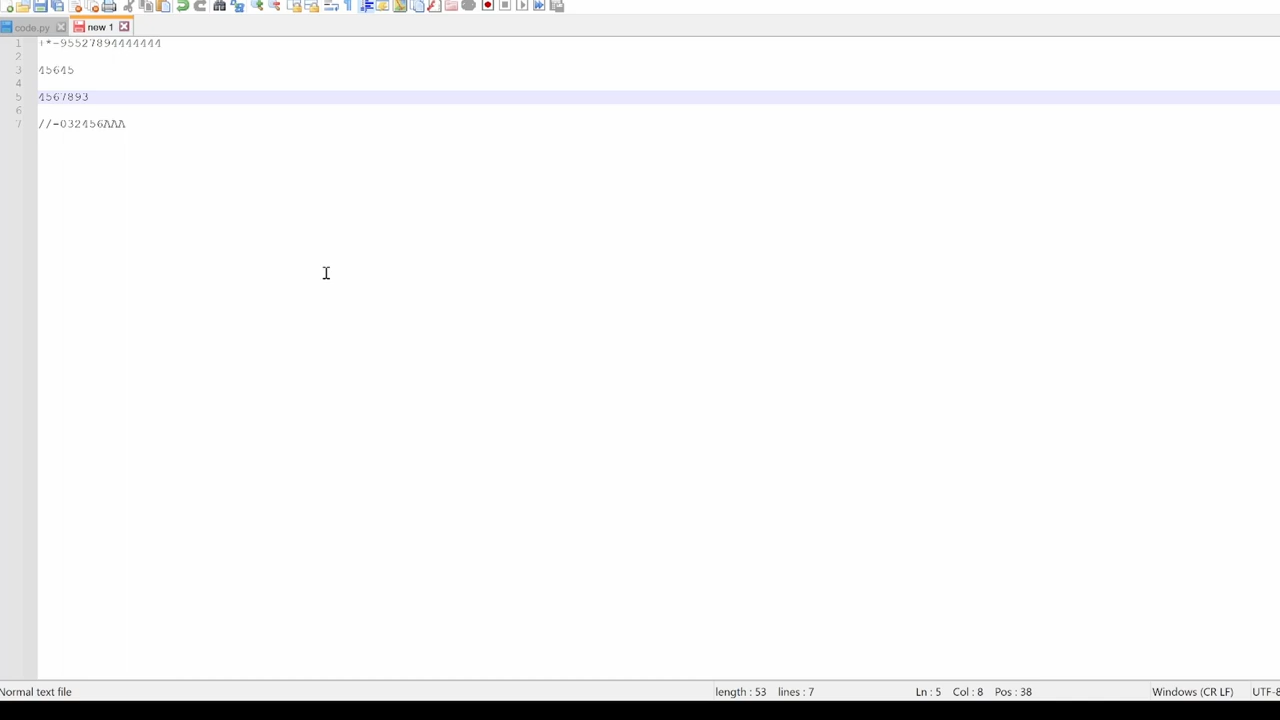 code.py
new 1
1 +*-95527894444444
2
3 45645
4
5 4567893
6
7 //-032456AAA
Normal text file
length : 53 lines : 7
Ln : 5 Col : 8 Pos : 38
Windows (CR LF)
UTF-8